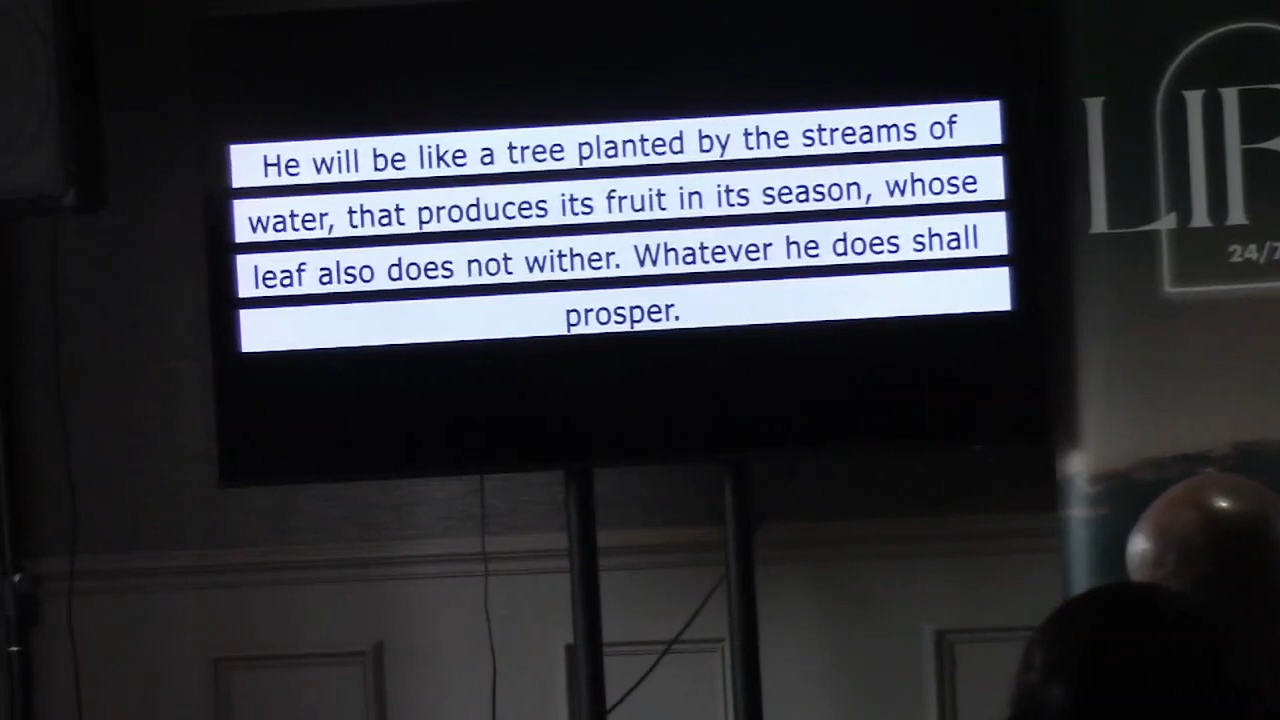 He will be like a tree planted by the streams of
water, that produces its fruit in its season, whose
leaf also does not wither. Whatever he does shall
prosper.